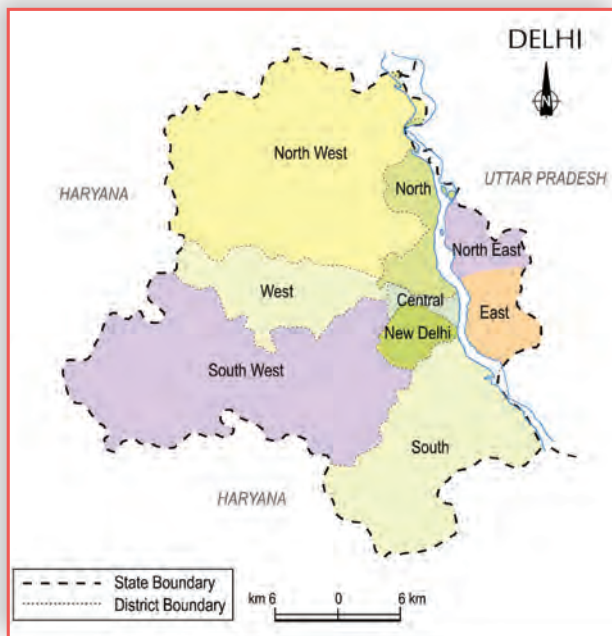 DELHI
N
North West
North
UTTAR PRADESH
HARYANA
North East
West
Central
East
New Delhi
South West
South
HARYANA
State Boundary
District Boundary
km 6 0 6 km